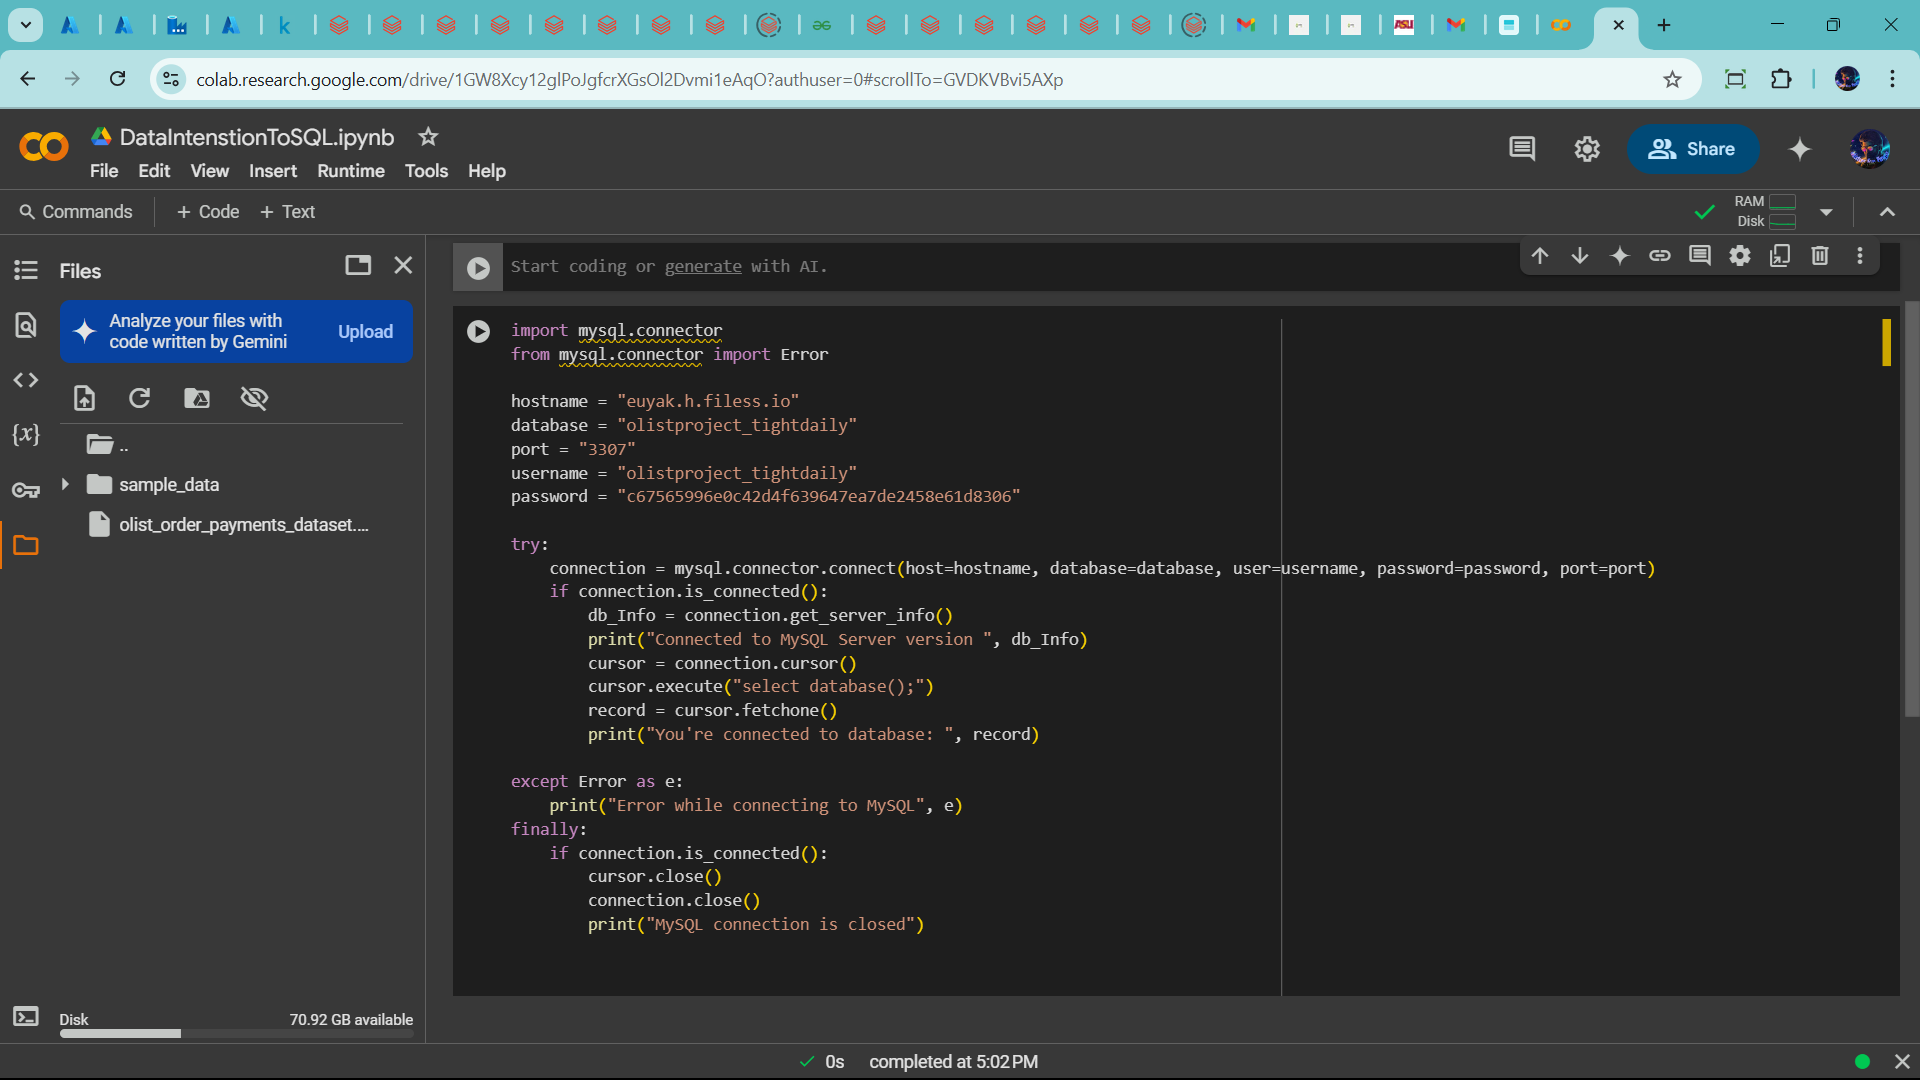 colab.research.google.com/drive/1GW8Xcy12glPoJgfcrXGsOl2Dvmi1eAqO?authuser=0#scrollTo=GVDKVBvi5AXp
DataIntenstionToSQL.ipynb
File Edit View Insert Runtime Tools Help
Share
Commands + Code + Text
RAM
Disk
Files
Analyze your files with
code written by Gemini
Upload
..
sample_data
olist_order_payments_dataset....
Disk 70.92 GB available
Start coding or generate with AI.
import mysql.connector
from mysql.connector import Error
hostname = "euyak.h.filess.io"
database = "olistproject_tightdaily"
port = "3307"
username = "olistproject_tightdaily"
password = "c67565996e0c42d4f639647ea7de2458e61d8306"
try:
    connection = mysql.connector.connect(host=hostname, database=database, user=username, password=password, port=port)
    if connection.is_connected():
        db_Info = connection.get_server_info()
        print("Connected to MySQL Server version ", db_Info)
        cursor = connection.cursor()
        cursor.execute("select database();")
        record = cursor.fetchone()
        print("You're connected to database: ", record)
except Error as e:
    print("Error while connecting to MySQL", e)
finally:
    if connection.is_connected():
        cursor.close()
        connection.close()
        print("MySQL connection is closed")
0s completed at 5:02 PM